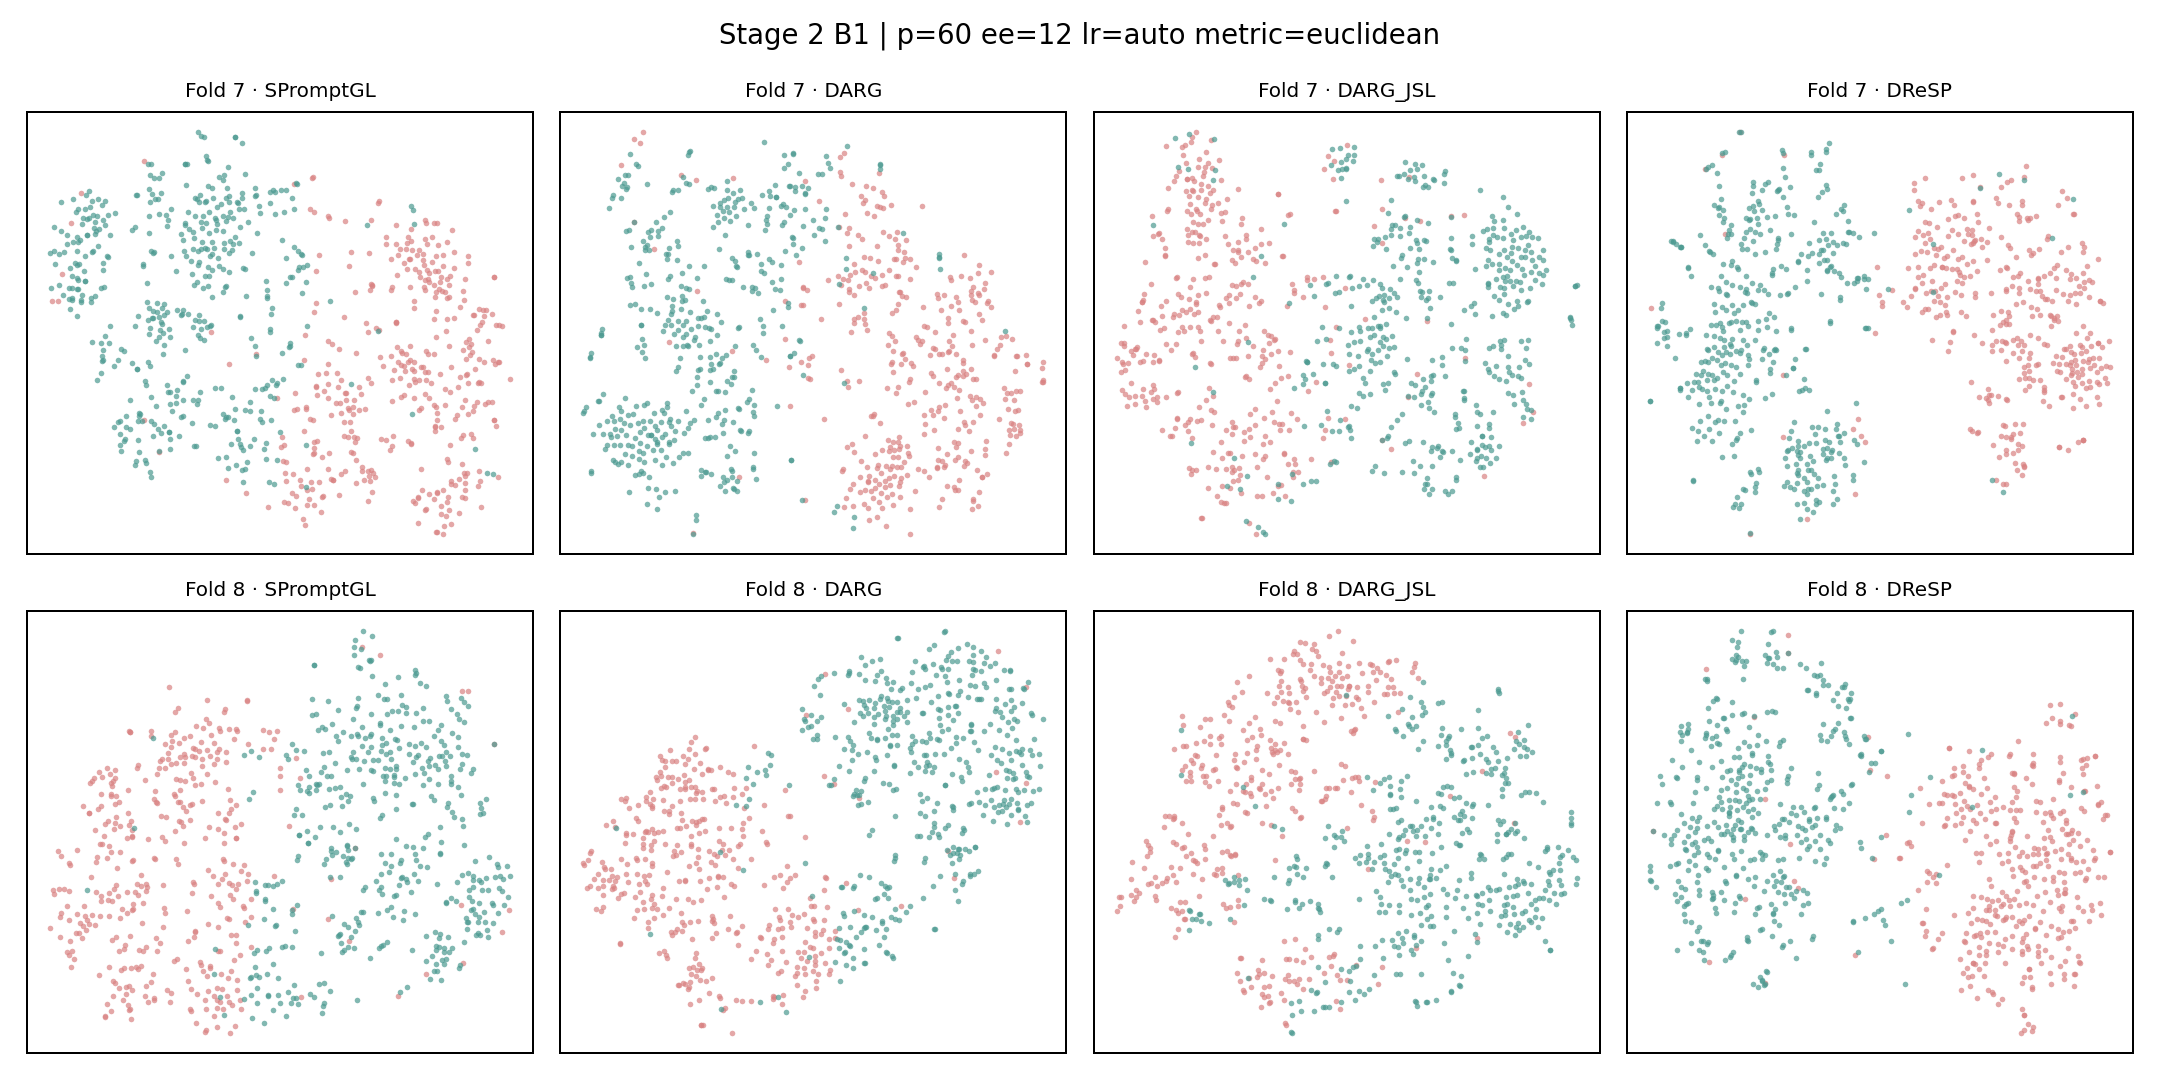 Stage 2 B1 | p=60 ee=12 lr=auto metric=euclidean
Fold 7 · SPromptGL
Fold 7 · DARG
Fold 7 · DARG_JSL
Fold 7 · DReSP
Fold 8 · SPromptGL
Fold 8 · DARG
Fold 8 · DARG_JSL
Fold 8 · DReSP